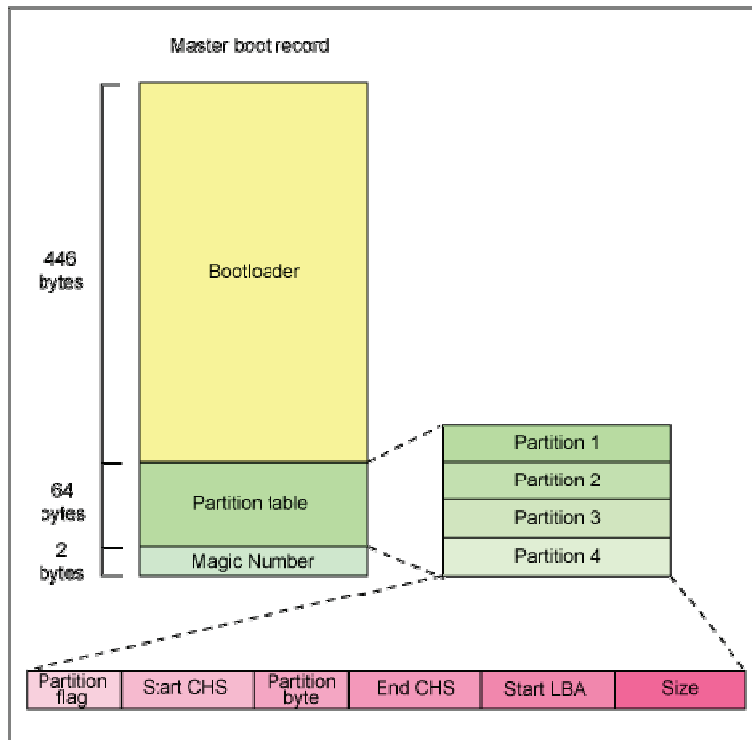 Master boot record
446
bytes
Bootloader
Partition 1
Partition 2
Partition 3
Partition 4
64
bytes
Partition table
2
bytes
Magic Number
Partition
flag
Start CHS
Partition
byte
End CHS
Start LBA
Size